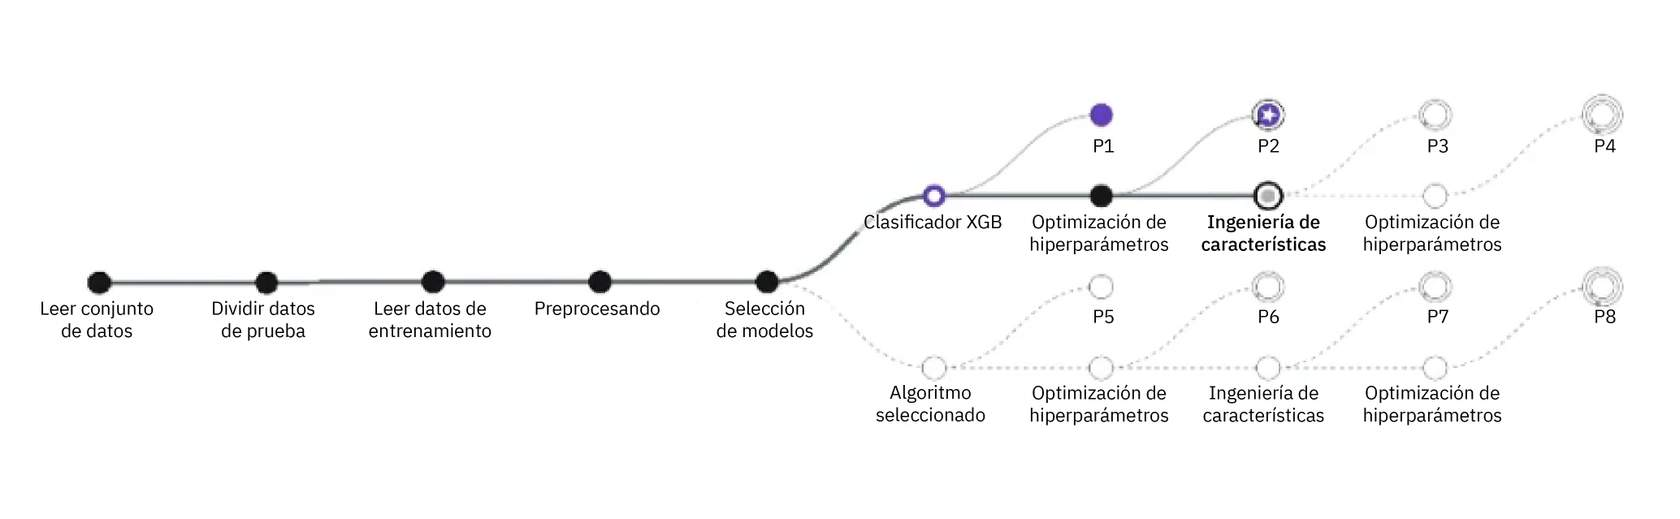 P1
P2
P3
P4
Clasificador XGB
Optimización de
hiperparámetros
Ingeniería de
características
Optimización de
hiperparámetros
Leer conjunto
de datos
Dividir datos
de prueba
Leer datos de
entrenamiento
Preprocesando
Selección
de modelos
P5
P6
P7
P8
Algoritmo
seleccionado
Optimización de
hiperparámetros
Ingeniería de
características
Optimización de
hiperparámetros